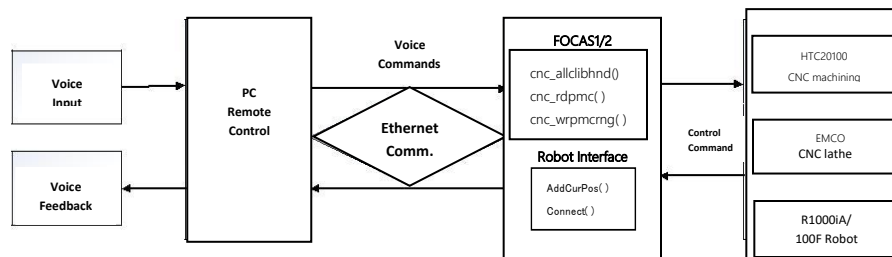 Voice
Input
Voice
Feedback
PC
Remote
Control
Voice
Commands
Ethernet
Comm.
FOCAS1/2
cnc_allclibhnd()
cnc_rdpmc( )
cnc_wrpmcrng( )
Robot Interface
AddCurPos( )
Connect( )
Control
Command
HTC20100
CNC machining
EMCO
CNC lathe
R1000iA/
100F Robot